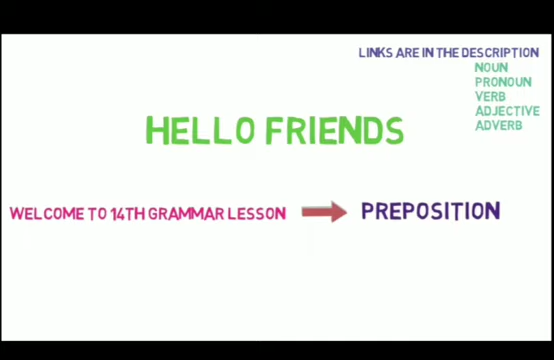 LINKS ARE IN THE DESCRIPTION
NOUN
PRONOUN
VERB
ADJECTIVE
ADVERB
HELLO FRIENDS
WELCOME TO 14TH GRAMMAR LESSON
PREPOSITION